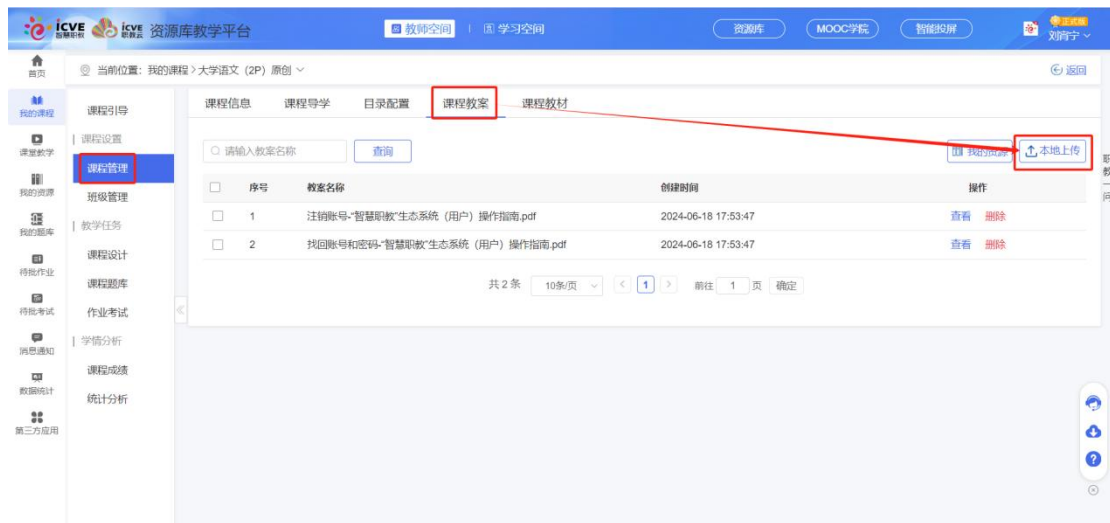 icve 智慧职教 icve 职教云 资源库教学平台 教师空间 学习空间 资源库 MOOC学院 智能投屏 正式版 刘宵宁
首页
当前位置：我的课程 > 大学语文（2P）原创
返回
我的课程
课堂教学
我的资源
我的题库
待批作业
待批考试
消息通知
数据统计
第三方应用
课程引导
课程设置
课程管理
班级管理
教学任务
课程设计
课程题库
作业考试
学情分析
课程成绩
统计分析
课程信息 课程导学 目录配置 课程教案 课程教材
请输入教案名称 查询 我的资源 本地上传
序号 教案名称 创建时间 操作
1 注销账号-“智慧职教”生态系统（用户）操作指南.pdf 2024-06-18 17:53:47 查看 删除
2 找回账号和密码-“智慧职教”生态系统（用户）操作指南.pdf 2024-06-18 17:53:47 查看 删除
共 2 条 10条/页 1 前往 1 页 确定